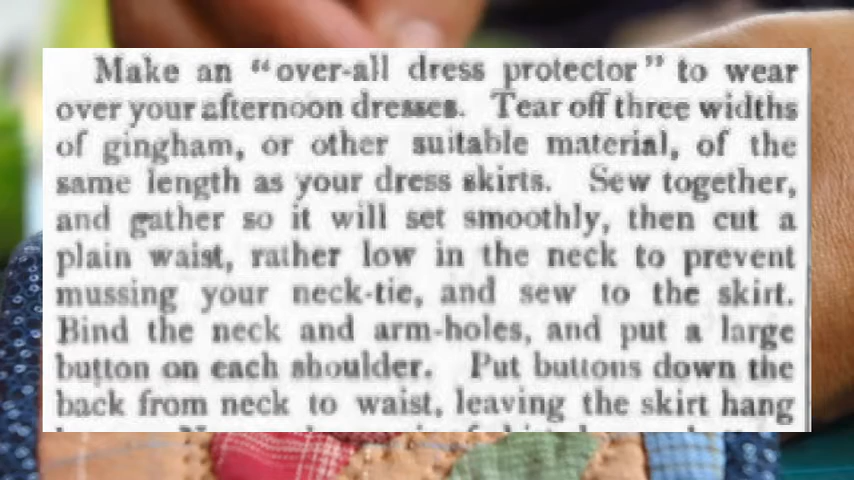 Make an "over-all dress protector" to wear
over your afternoon dresses. Tear off three widths
of gingham, or other suitable material, of the
same length as your dress skirts. Sew together,
and gather so it will set smoothly, then cut a
plain waist, rather low in the neck to prevent
mussing your neck-tie, and sew to the skirt.
Bind the neck and arm-holes, and put a large
button on each shoulder. Put buttons down the
back from neck to waist, leaving the skirt hang